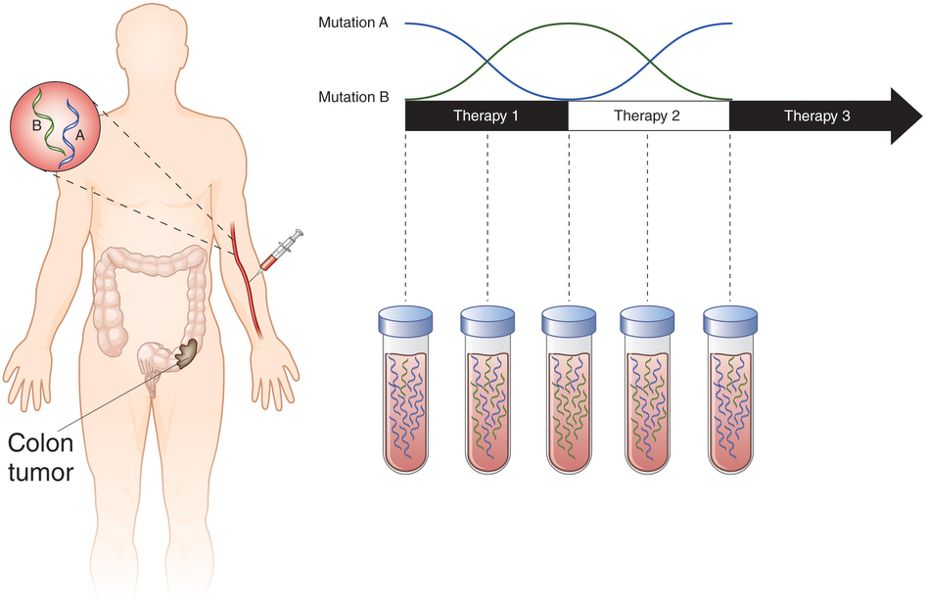 Mutation A
Mutation B
Therapy 1
Therapy 2
Therapy 3
B
A
Colon
tumor